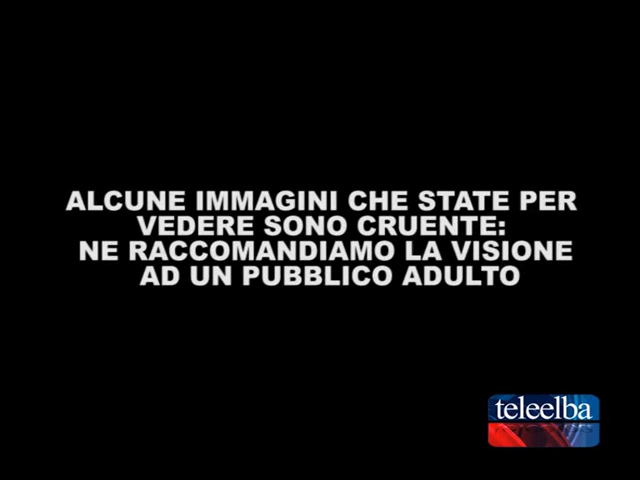 ALCUNE IMMAGINI CHE STATE PER
VEDERE SONO CRUENTE:
NE RACCOMANDIAMO LA VISIONE
AD UN PUBBLICO ADULTO
teleelba